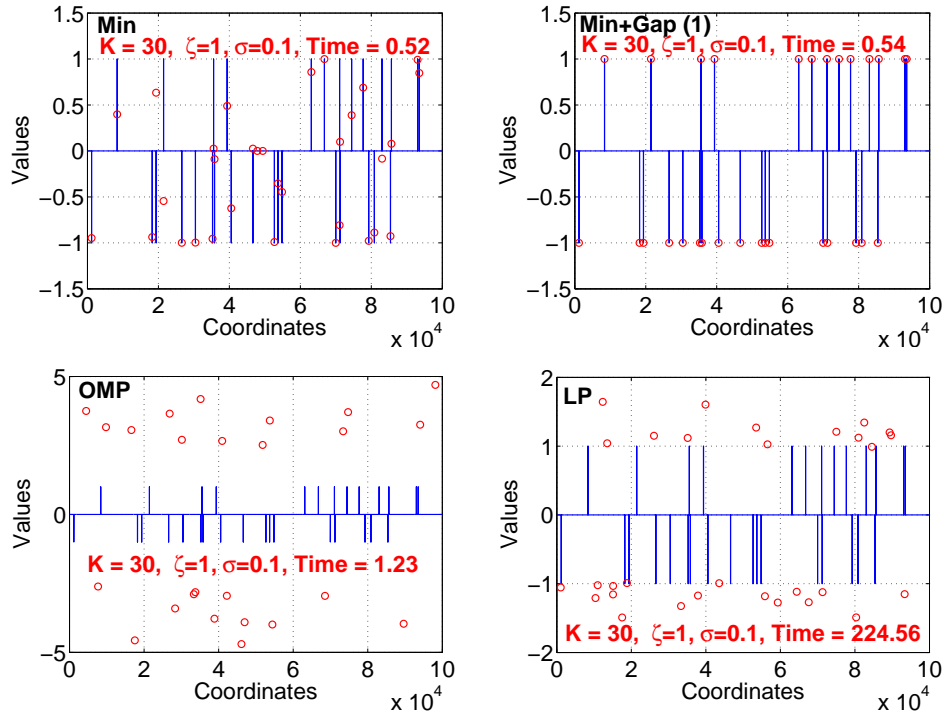 Min
K = 30, ζ=1, σ=0.1, Time = 0.52
1.5
1
0.5
0
−0.5
−1
−1.5
Values
0 2 4 6 8 10
Coordinates
x 10^4
Min+Gap (1)
K = 30, ζ=1, σ=0.1, Time = 0.54
1.5
1
0.5
0
−0.5
−1
−1.5
Values
0 2 4 6 8 10
Coordinates
x 10^4
OMP
K = 30, ζ=1, σ=0.1, Time = 1.23
5
0
−5
Values
0 2 4 6 8 10
Coordinates
x 10^4
LP
K = 30, ζ=1, σ=0.1, Time = 224.56
2
1
0
−1
−2
Values
0 2 4 6 8 10
Coordinates
x 10^4